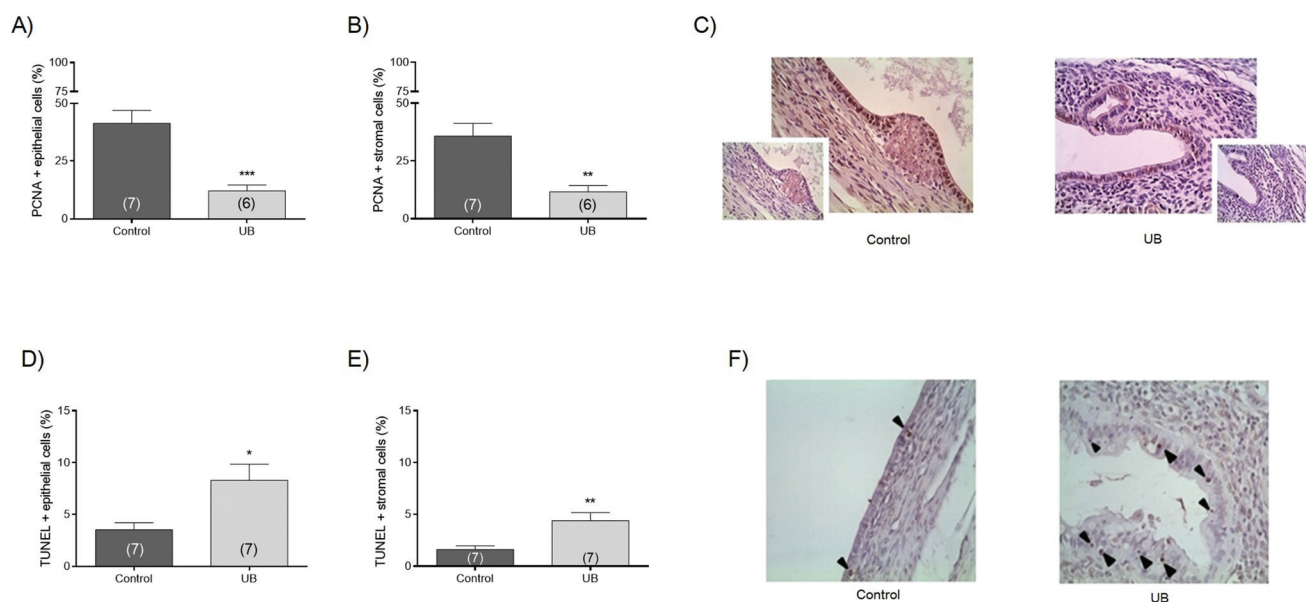 A)
PCNA + epithelial cells (%)
100
75
50
25
0
***
(7)
(6)
Control
UB
B)
PCNA + stromal cells (%)
100
75
50
25
0
**
(7)
(6)
Control
UB
C)
Control
UB
D)
TUNEL + epithelial cells (%)
15
10
5
0
*
(7)
(7)
Control
UB
E)
TUNEL + stromal cells (%)
15
10
5
0
**
(7)
(7)
Control
UB
F)
Control
UB